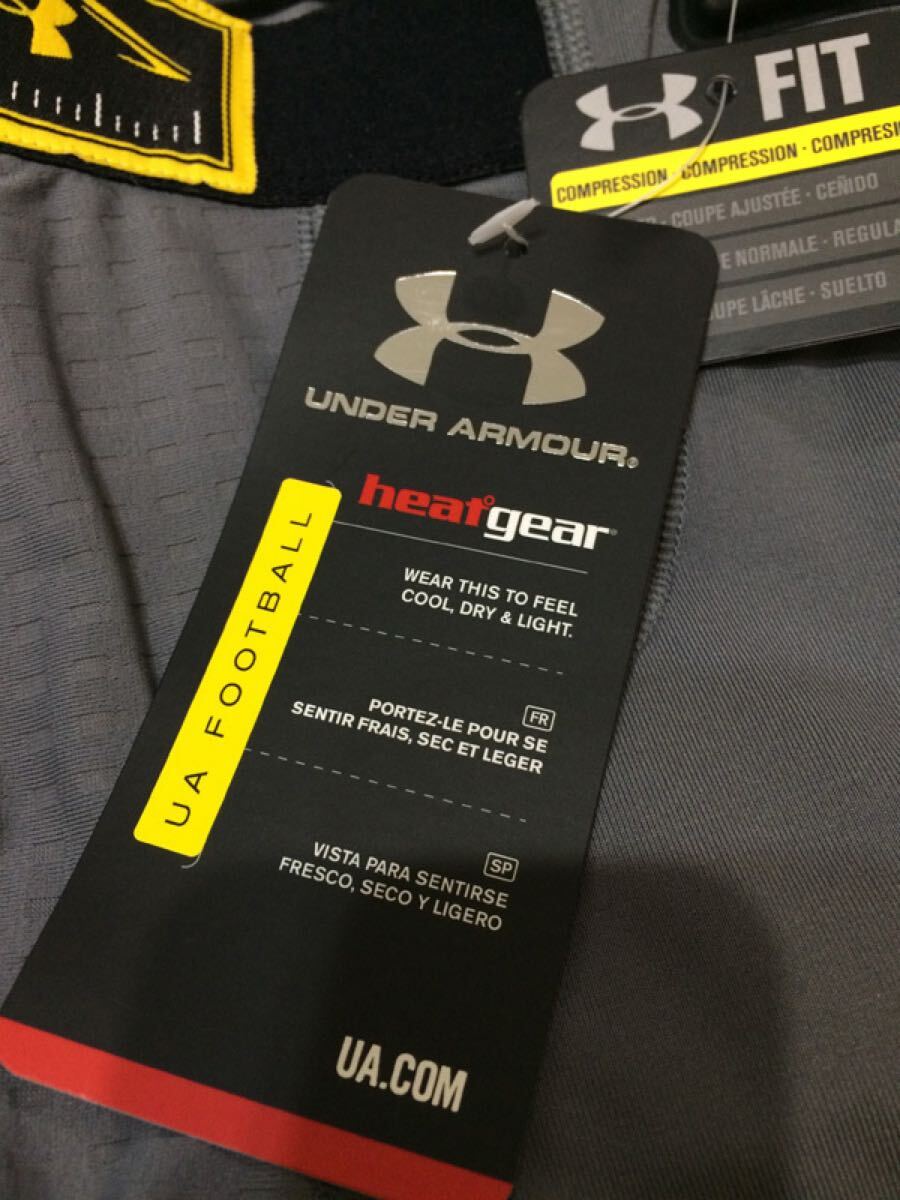 FIT
COMPRESSION · COMPRESSION · COMPRESI
· COUPE AJUSTÉE · CEÑIDO
NORMALE · REGULA
LÂCHE · SUELTO
UNDER ARMOUR®
heatgear®
WEAR THIS TO FEEL
COOL, DRY & LIGHT.
UA FOOTBALL
FR
PORTEZ-LE POUR SE
SENTIR FRAIS, SEC ET LEGER
SP
VISTA PARA SENTIRSE
FRESCO, SECO Y LIGERO
UA.COM